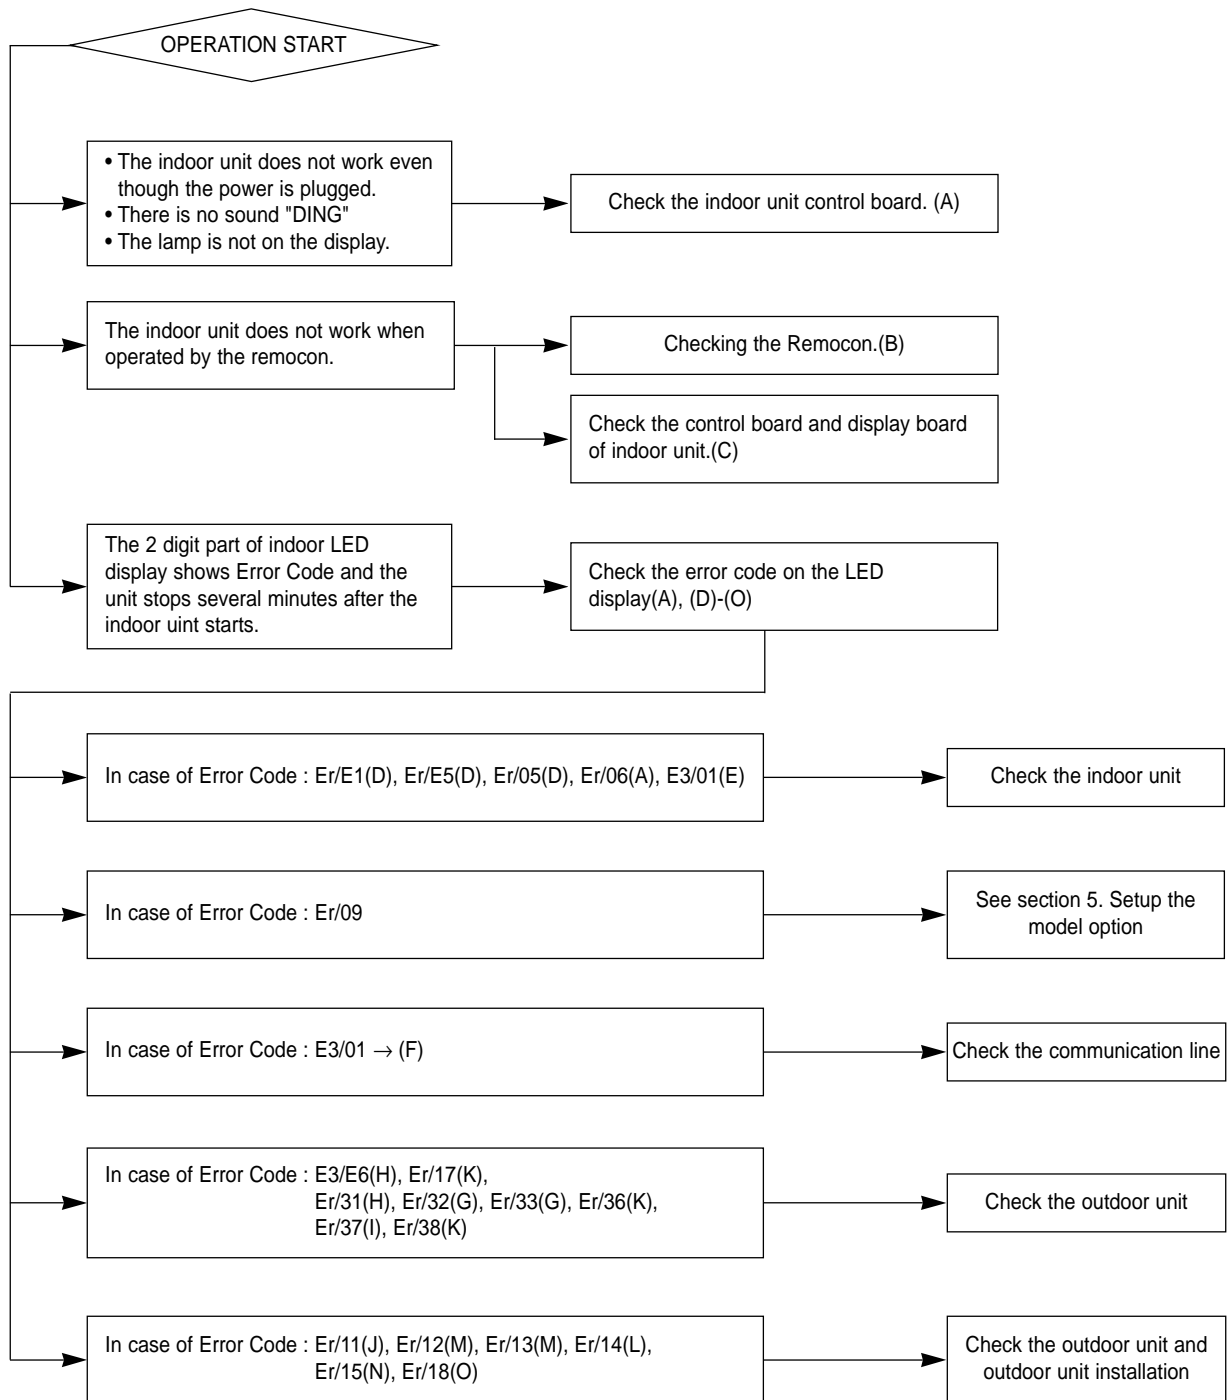 OPERATION START
• The indoor unit does not work even
though the power is plugged.
• There is no sound "DING"
• The lamp is not on the display.
Check the indoor unit control board. (A)
The indoor unit does not work when
operated by the remocon.
Checking the Remocon.(B)
Check the control board and display board
of indoor unit.(C)
The 2 digit part of indoor LED
display shows Error Code and the
unit stops several minutes after the
indoor uint starts.
Check the error code on the LED
display(A), (D)-(O)
In case of Error Code : Er/E1(D), Er/E5(D), Er/05(D), Er/06(A), E3/01(E)
Check the indoor unit
In case of Error Code : Er/09
See section 5. Setup the
model option
In case of Error Code : E3/01 → (F)
Check the communication line
In case of Error Code : E3/E6(H), Er/17(K),
Er/31(H), Er/32(G), Er/33(G), Er/36(K),
Er/37(I), Er/38(K)
Check the outdoor unit
In case of Error Code : Er/11(J), Er/12(M), Er/13(M), Er/14(L),
Er/15(N), Er/18(O)
Check the outdoor unit and
outdoor unit installation